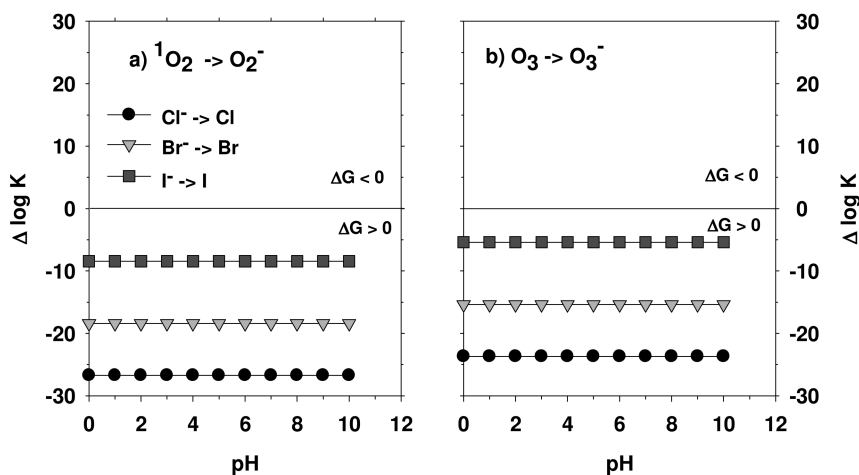 a) ¹O₂ -> O₂⁻
b) O₃ -> O₃⁻
Cl⁻ -> Cl
Br⁻ -> Br
I⁻ -> I
ΔG < 0
ΔG > 0
ΔG < 0
ΔG > 0
Δ log K
30
20
10
0
-10
-20
-30
0 2 4 6 8 10 12
pH
0 2 4 6 8 10 12
pH
30
20
10
0
-10
-20
-30
Δ log K